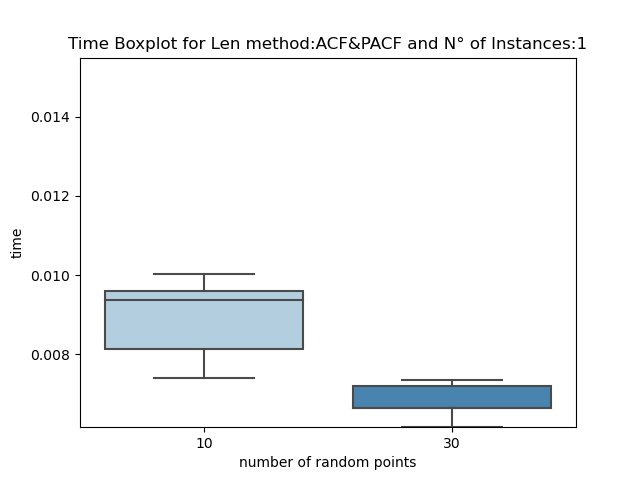 Time Boxplot for Len method:ACF&PACF and N° of Instances:1
0.014
0.012
0.010
0.008
time
10
30
number of random points